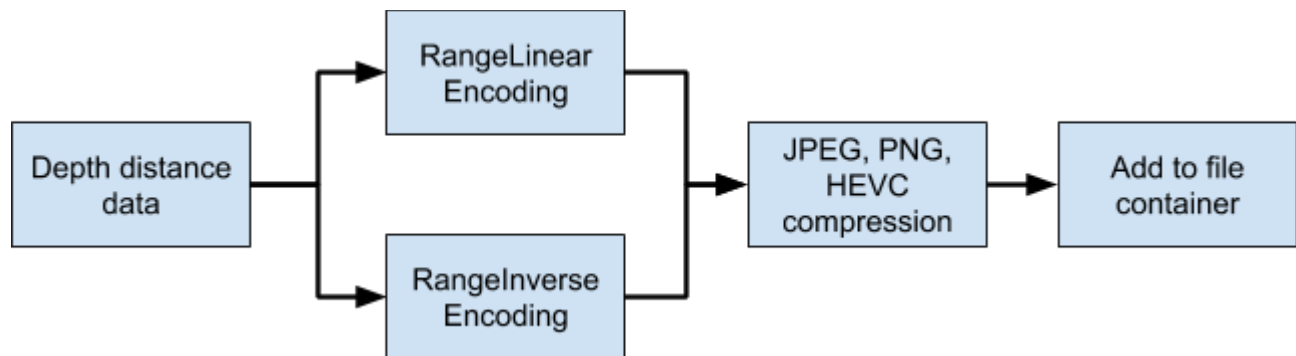 Depth distance
data
RangeLinear
Encoding
RangeInverse
Encoding
JPEG, PNG,
HEVC
compression
Add to file
container